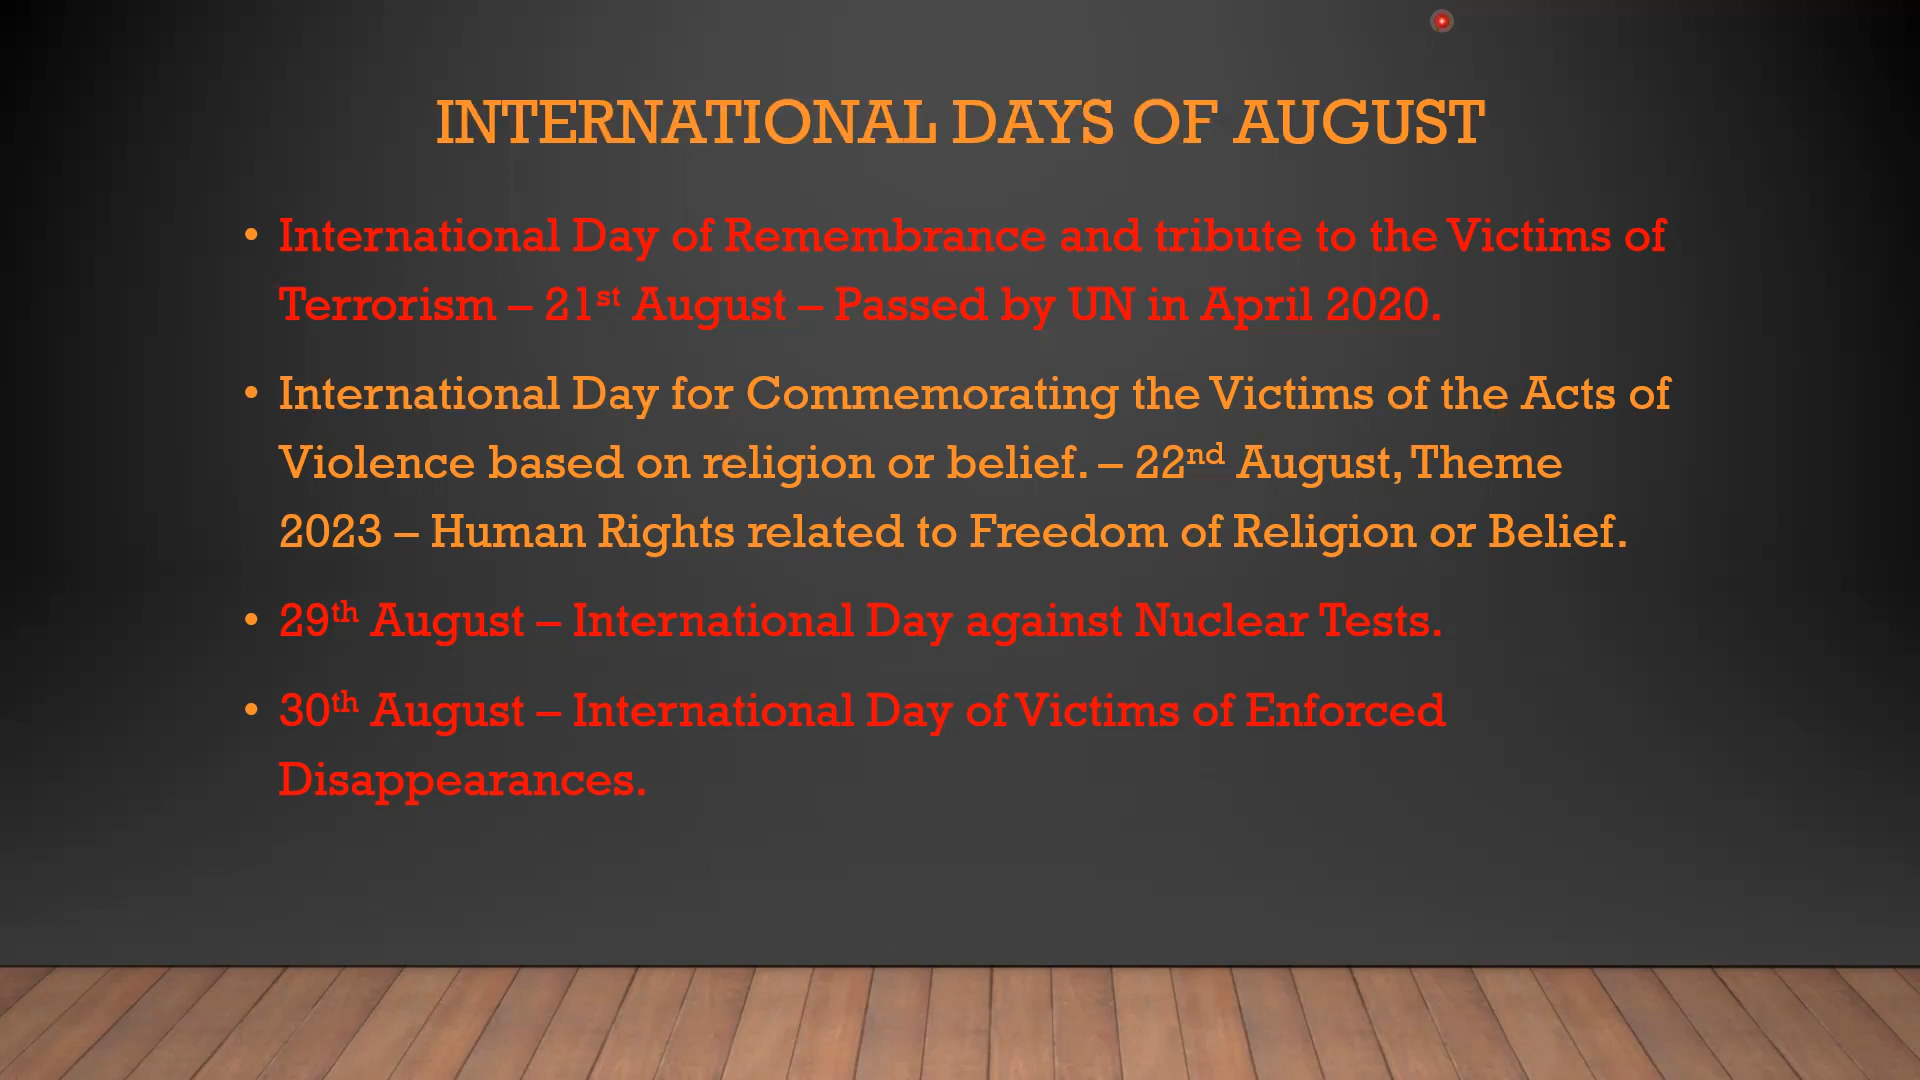 INTERNATIONAL DAYS OF AUGUST
• International Day of Remembrance and tribute to the Victims of
Terrorism – 21st August – Passed by UN in April 2020.
• International Day for Commemorating the Victims of the Acts of
Violence based on religion or belief. – 22nd August, Theme
2023 – Human Rights related to Freedom of Religion or Belief.
• 29th August – International Day against Nuclear Tests.
• 30th August – International Day of Victims of Enforced
Disappearances.